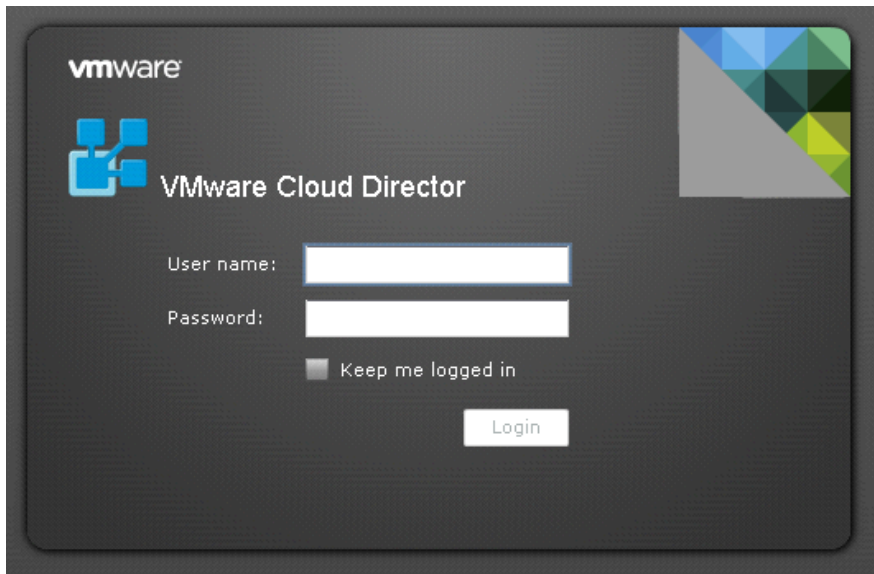 vmware
VMware Cloud Director
User name:
Password:
Keep me logged in
Login